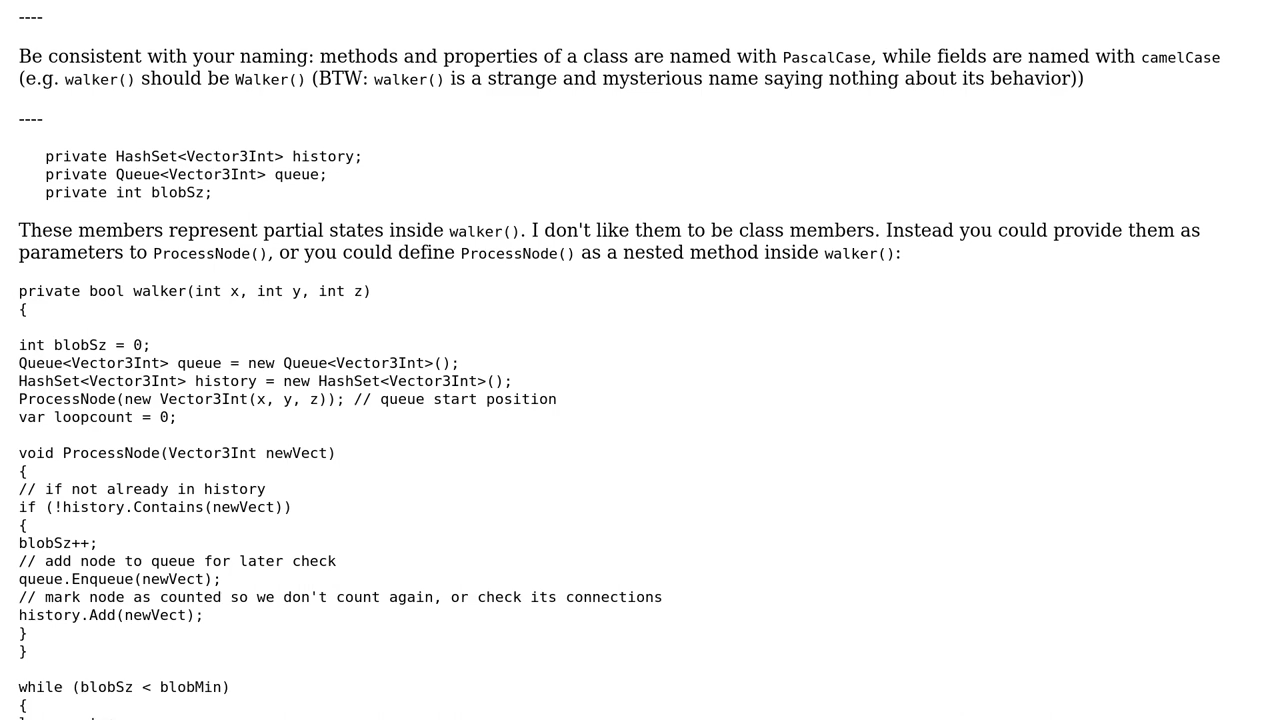 ----
Be consistent with your naming: methods and properties of a class are named with PascalCase, while fields are named with camelCase
(e.g. walker() should be Walker() (BTW: walker() is a strange and mysterious name saying nothing about its behavior))
----
private HashSet<Vector3Int> history;
private Queue<Vector3Int> queue;
private int blobSz;
These members represent partial states inside walker(). I don't like them to be class members. Instead you could provide them as
parameters to ProcessNode(), or you could define ProcessNode() as a nested method inside walker():
private bool walker(int x, int y, int z)
{
int blobSz = 0;
Queue<Vector3Int> queue = new Queue<Vector3Int>();
HashSet<Vector3Int> history = new HashSet<Vector3Int>();
ProcessNode(new Vector3Int(x, y, z)); // queue start position
var loopcount = 0;
void ProcessNode(Vector3Int newVect)
{
// if not already in history
if (!history.Contains(newVect))
{
blobSz++;
// add node to queue for later check
queue.Enqueue(newVect);
// mark node as counted so we don't count again, or check its connections
history.Add(newVect);
}
}
while (blobSz < blobMin)
{